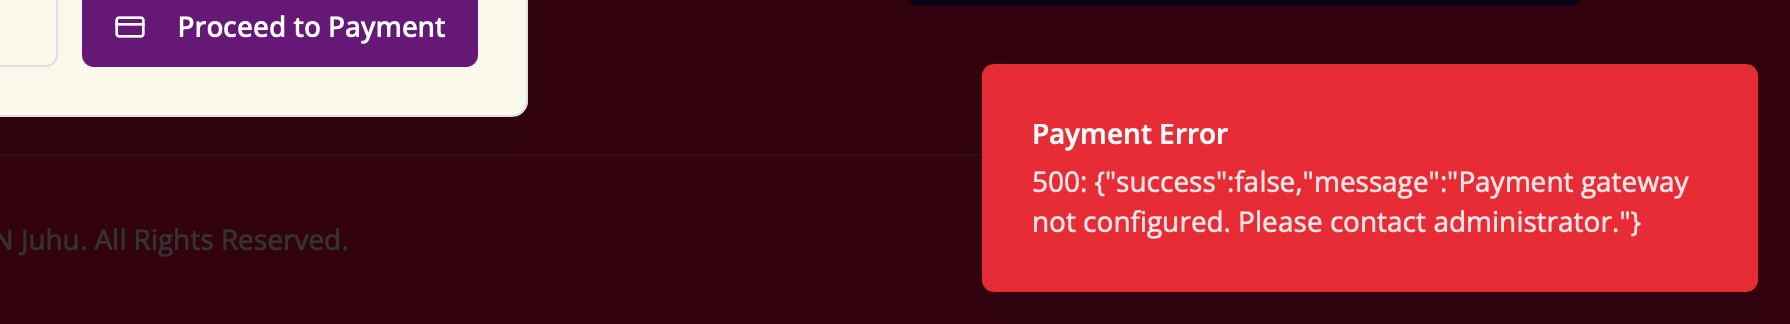 Proceed to Payment
Payment Error
500: {"success":false,"message":"Payment gateway
not configured. Please contact administrator."}
N Juhu. All Rights Reserved.